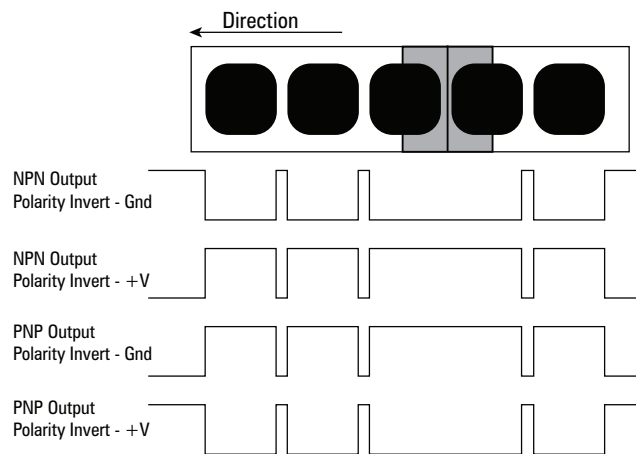 Direction
NPN Output
Polarity Invert - Gnd
NPN Output
Polarity Invert - +V
PNP Output
Polarity Invert - Gnd
PNP Output
Polarity Invert - +V